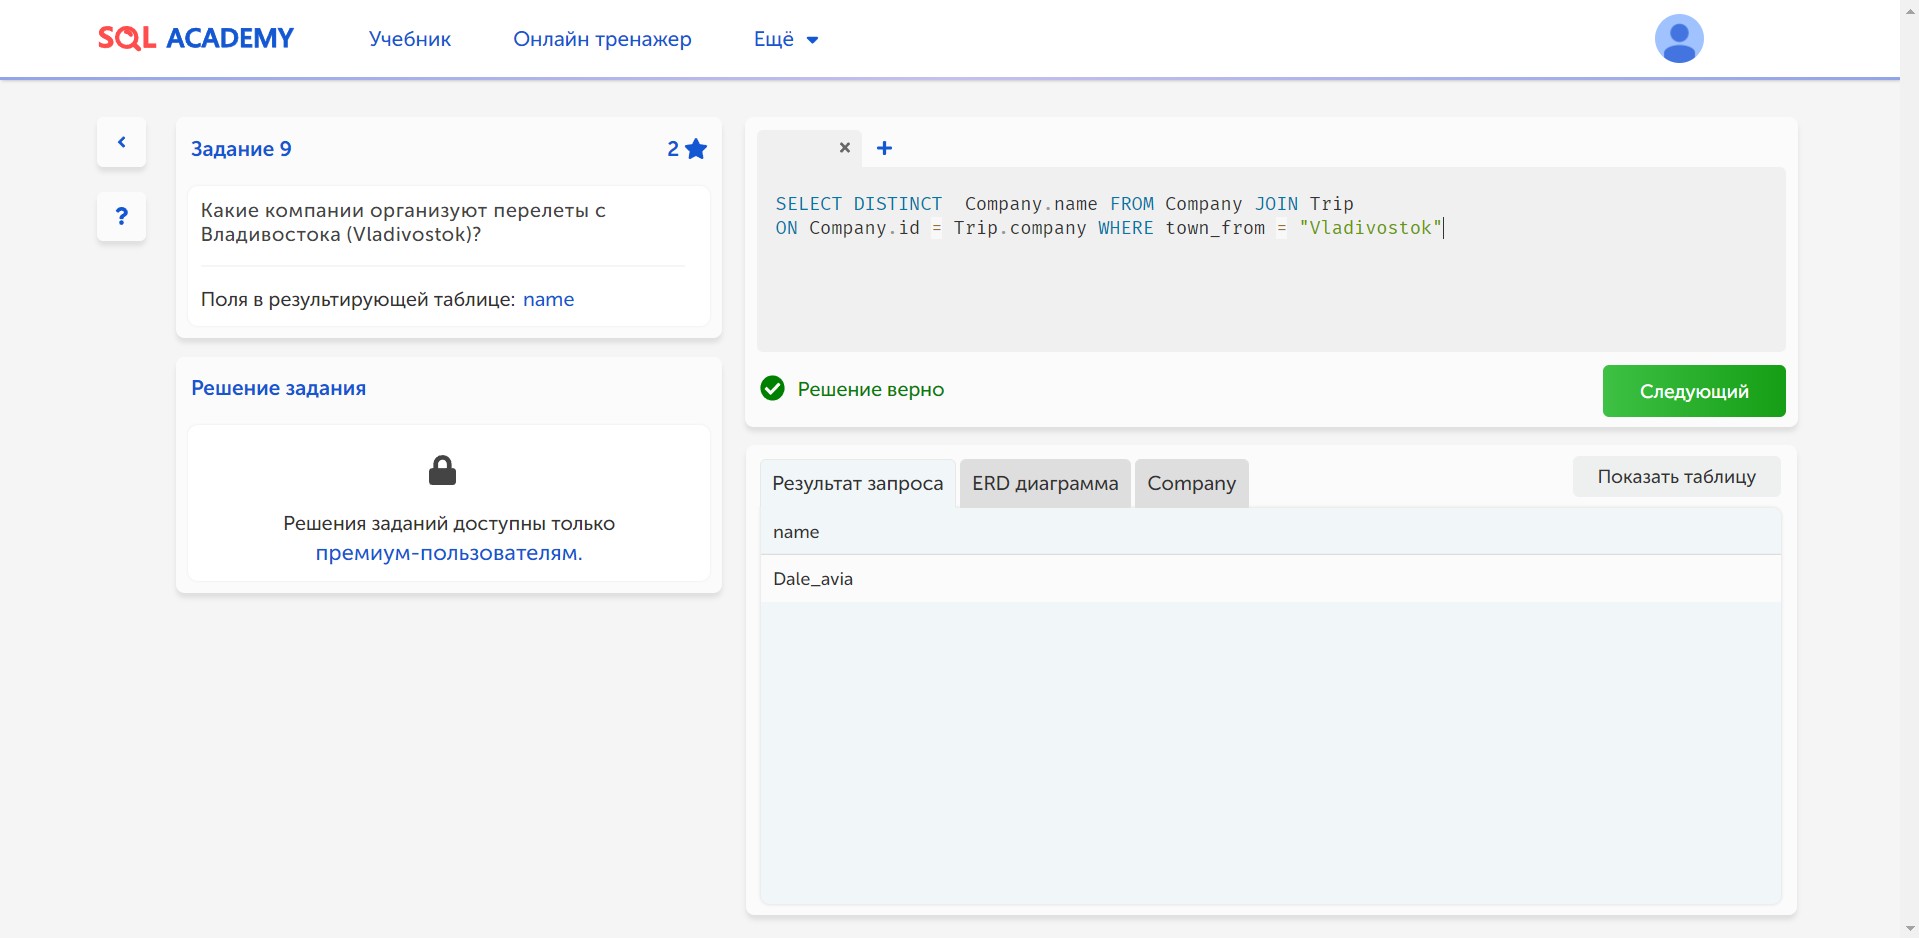 SQL ACADEMY
Учебник
Онлайн тренажер
Ещё
Задание 9
2
Какие компании организуют перелеты с
Владивостока (Vladivostok)?
Поля в результирующей таблице: name
Решение задания
Решения заданий доступны только
премиум-пользователям.
SELECT DISTINCT  Company.name FROM Company JOIN Trip
ON Company.id = Trip.company WHERE town_from = "Vladivostok"
Решение верно
Следующий
Результат запроса
ERD диаграмма
Company
Показать таблицу
name
Dale_avia